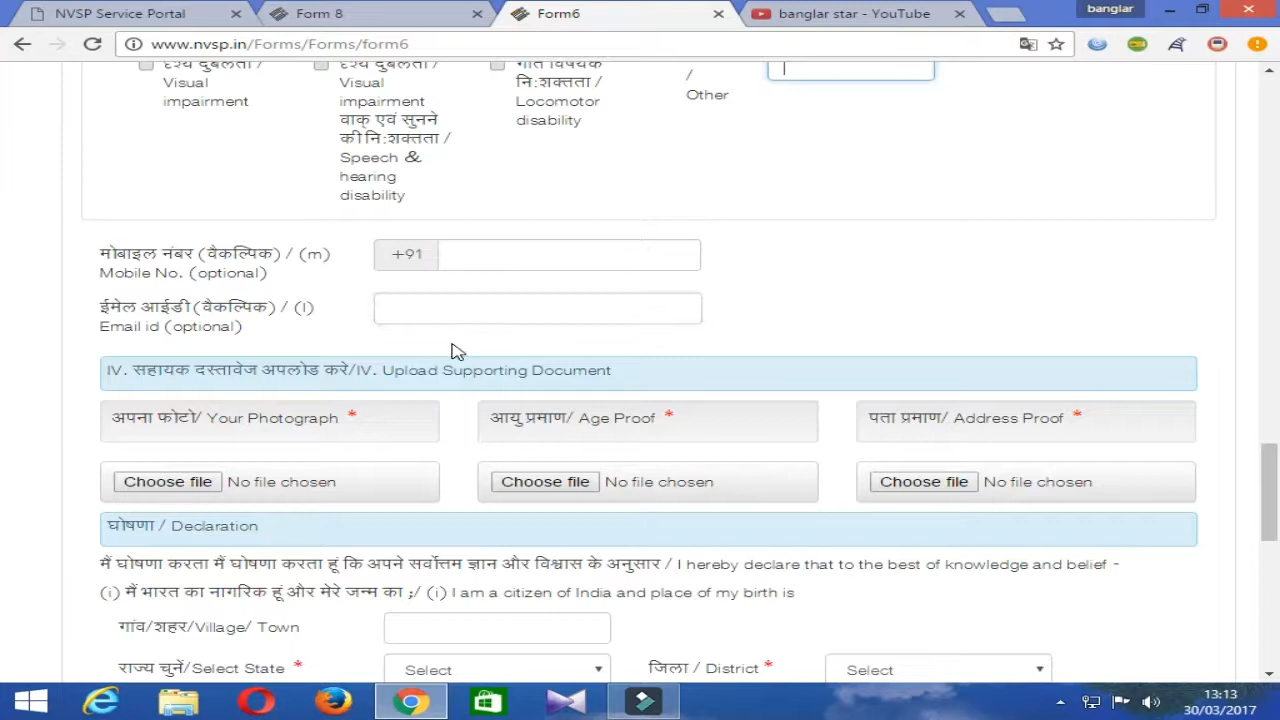 NVSP Service Portal
Form 8
Form6
banglar star - YouTube
banglar
www.nvsp.in/Forms/Forms/form6
दृश्य दुर्बलता /
Visual
impairment
दृश्य दुर्बलता /
Visual
impairment
वाक् एवं सुनने
की नि:शक्तता /
Speech &
hearing
disability
गति विषयक
नि:शक्तता /
Locomotor
disability
/
Other
मोबाइल नंबर (वैकल्पिक) / (m)
Mobile No. (optional)
+91
ईमेल आईडी (वैकल्पिक) / (l)
Email id (optional)
IV. सहायक दस्तावेज अपलोड करे/IV. Upload Supporting Document
अपना फोटो/ Your Photograph *
आयु प्रमाण/ Age Proof *
पता प्रमाण/ Address Proof *
Choose file No file chosen
Choose file No file chosen
Choose file No file chosen
घोषणा / Declaration
मैं घोषणा करता मैं घोषणा करता हूं कि अपने सर्वोत्तम ज्ञान और विश्वास के अनुसार / I hereby declare that to the best of knowledge and belief -
(i) मैं भारत का नागरिक हूं और मेरे जन्म का ;/ (i) I am a citizen of India and place of my birth is
गांव/शहर/Village/ Town
राज्य चुनें/Select State *
Select
जिला / District *
Select
13:13
30/03/2017